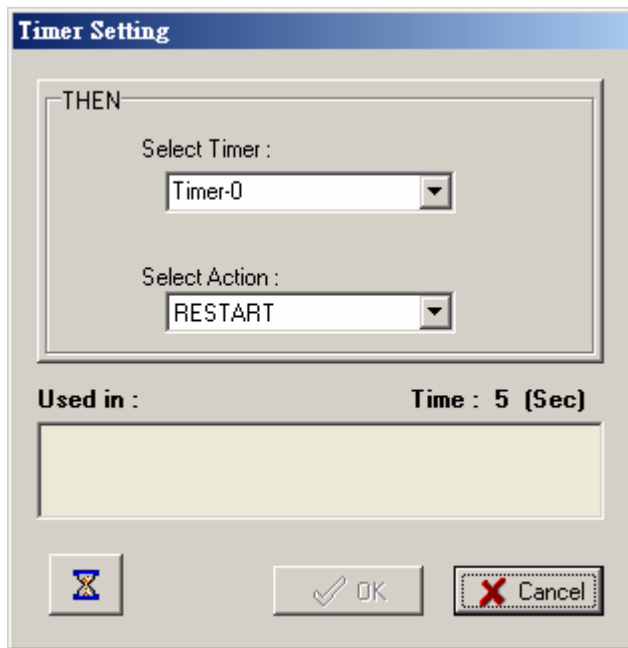 Timer Setting
THEN
Select Timer :
Timer-0
Select Action :
RESTART
Used in : Time : 5 (Sec)
OK Cancel